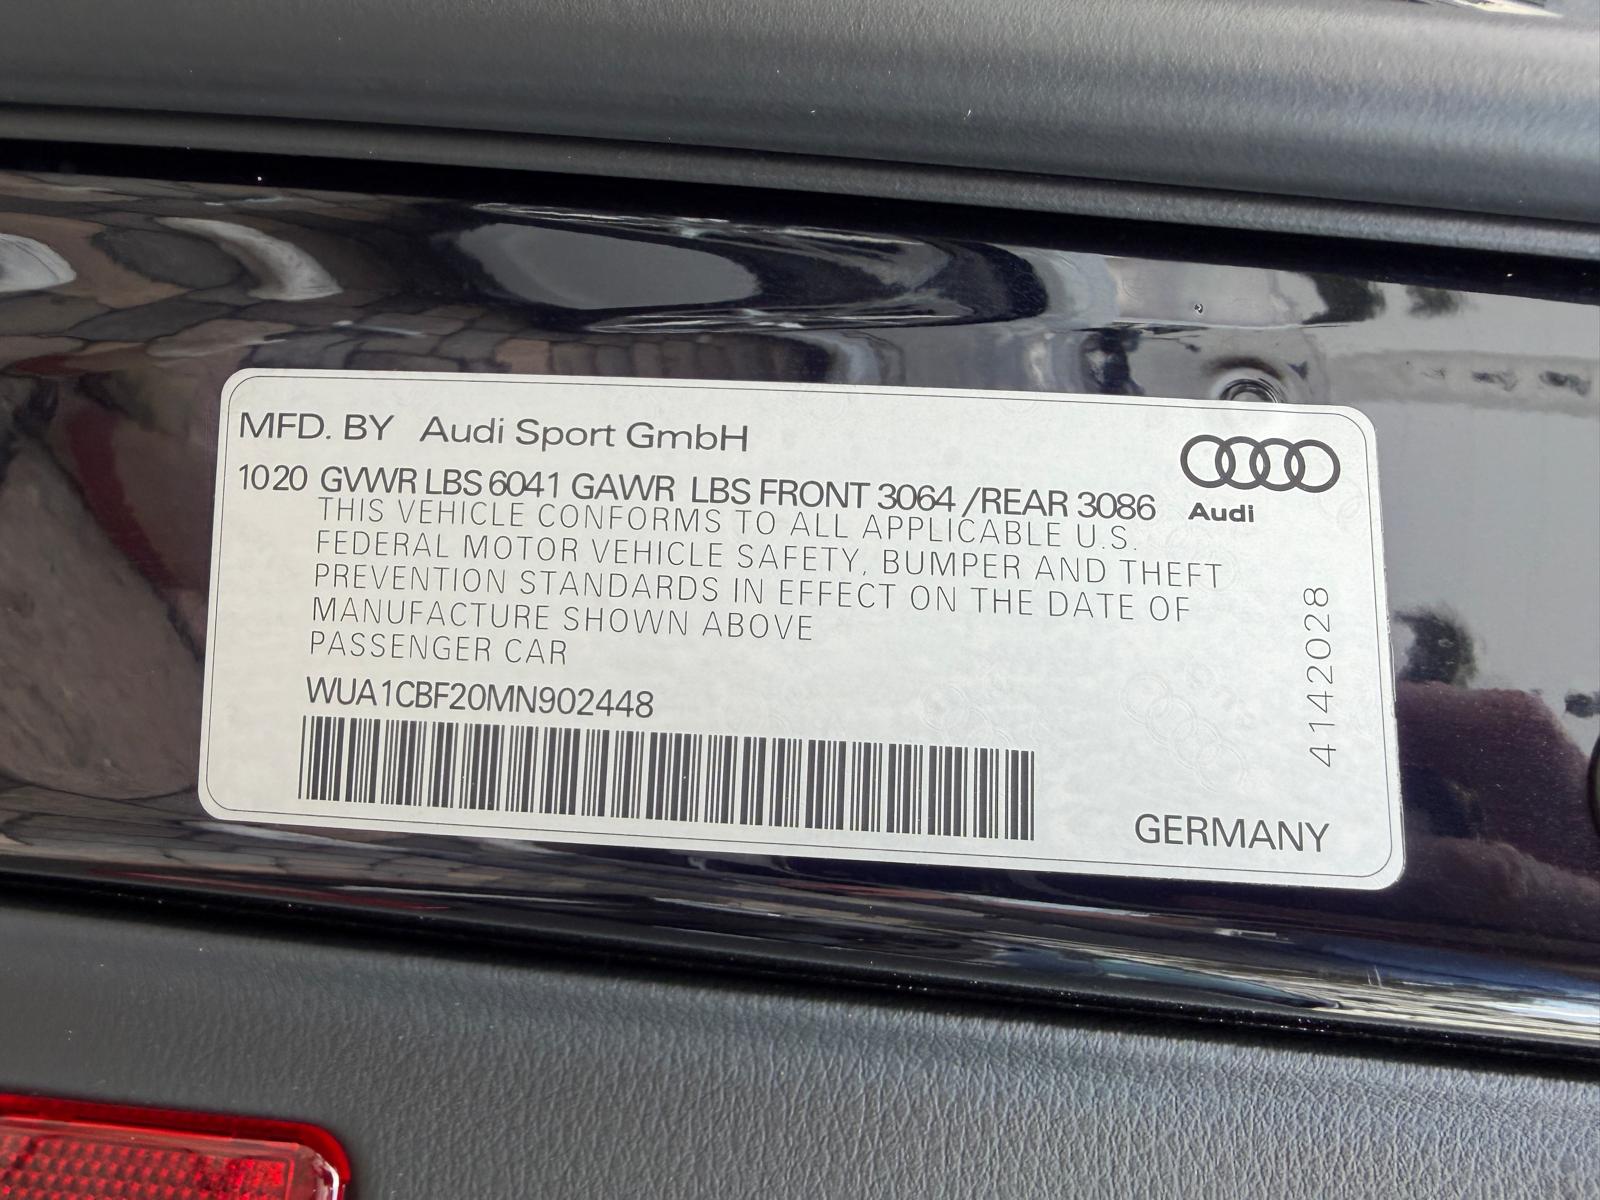 MFD. BY Audi Sport GmbH
1020 GVWR LBS 6041 GAWR LBS FRONT 3064 /REAR 3086
Audi
THIS VEHICLE CONFORMS TO ALL APPLICABLE U.S.
FEDERAL MOTOR VEHICLE SAFETY, BUMPER AND THEFT
PREVENTION STANDARDS IN EFFECT ON THE DATE OF
MANUFACTURE SHOWN ABOVE
PASSENGER CAR
WUA1CBF20MN902448
4142028
GERMANY